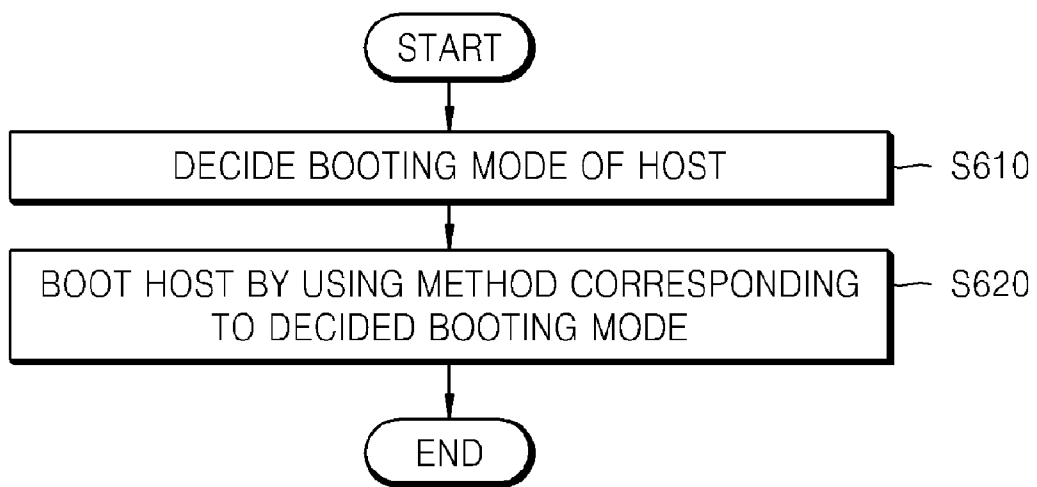 START
DECIDE BOOTING MODE OF HOST
S610
BOOT HOST BY USING METHOD CORRESPONDING
TO DECIDED BOOTING MODE
S620
END